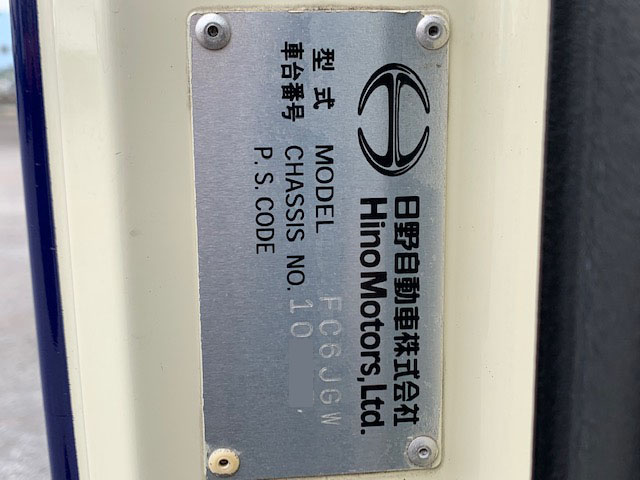 日野自動車株式会社
Hino Motors, Ltd.
型式 MODEL FC6JGW
車台番号 CHASSIS NO. 10
P.S. CODE